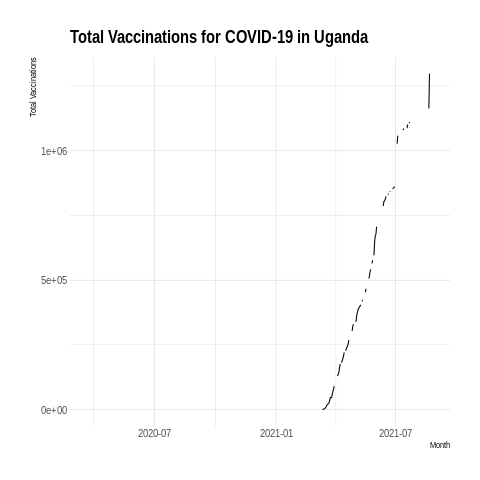 Total Vaccinations for COVID-19 in Uganda
Total Vaccinations
1e+06
5e+05
0e+00
2020-07
2021-01
2021-07
Month